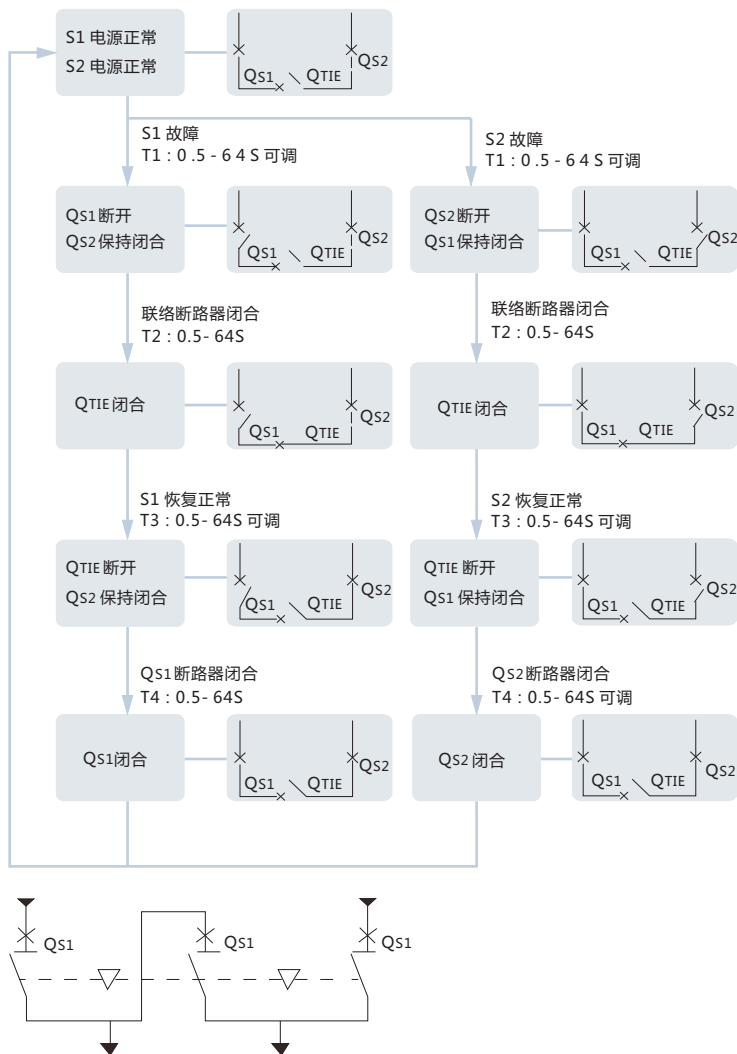 S1 电源正常
S2 电源正常
QS1
QTIE
QS2
S1 故障
T1 : 0 . 5 - 6 4 S 可调
S2 故障
T1 : 0 . 5 - 6 4 S 可调
QS1 断开
QS2 保持闭合
QS1
QTIE
QS2
QS2 断开
QS1 保持闭合
QS1
QTIE
QS2
联络断路器闭合
T2 : 0.5- 64S
联络断路器闭合
T2 : 0.5- 64S
QTIE 闭合
QS1
QTIE
QS2
QTIE 闭合
QS1
QTIE
QS2
S1 恢复正常
T3 : 0.5- 64S 可调
S2 恢复正常
T3 : 0.5- 64S 可调
QTIE 断开
QS2 保持闭合
QS1
QTIE
QS2
QTIE 断开
QS1 保持闭合
QS1
QTIE
QS2
QS1 断路器闭合
T4 : 0.5- 64S
QS2 断路器闭合
T4 : 0.5- 64S 可调
QS1 闭合
QS1
QTIE
QS2
QS2 闭合
QS1
QTIE
QS2
QS1
QS1
QS1